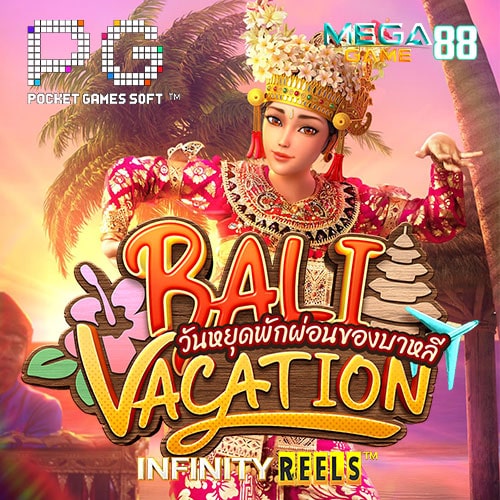 PG
POCKET GAMES SOFT™
MEGA GAME 88
BALI
วันหยุดพักผ่อนของบาหลี
VACATION
INFINITY REELS™